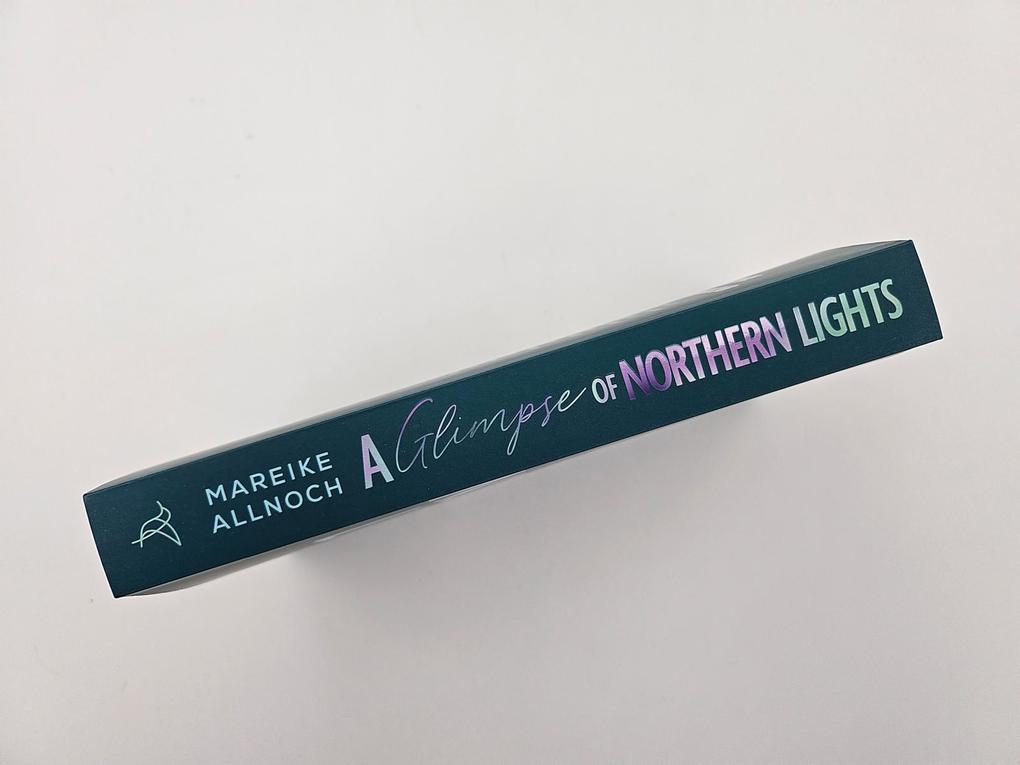 MAREIKE
ALLNOCH
A Glimpse OF NORTHERN LIGHTS